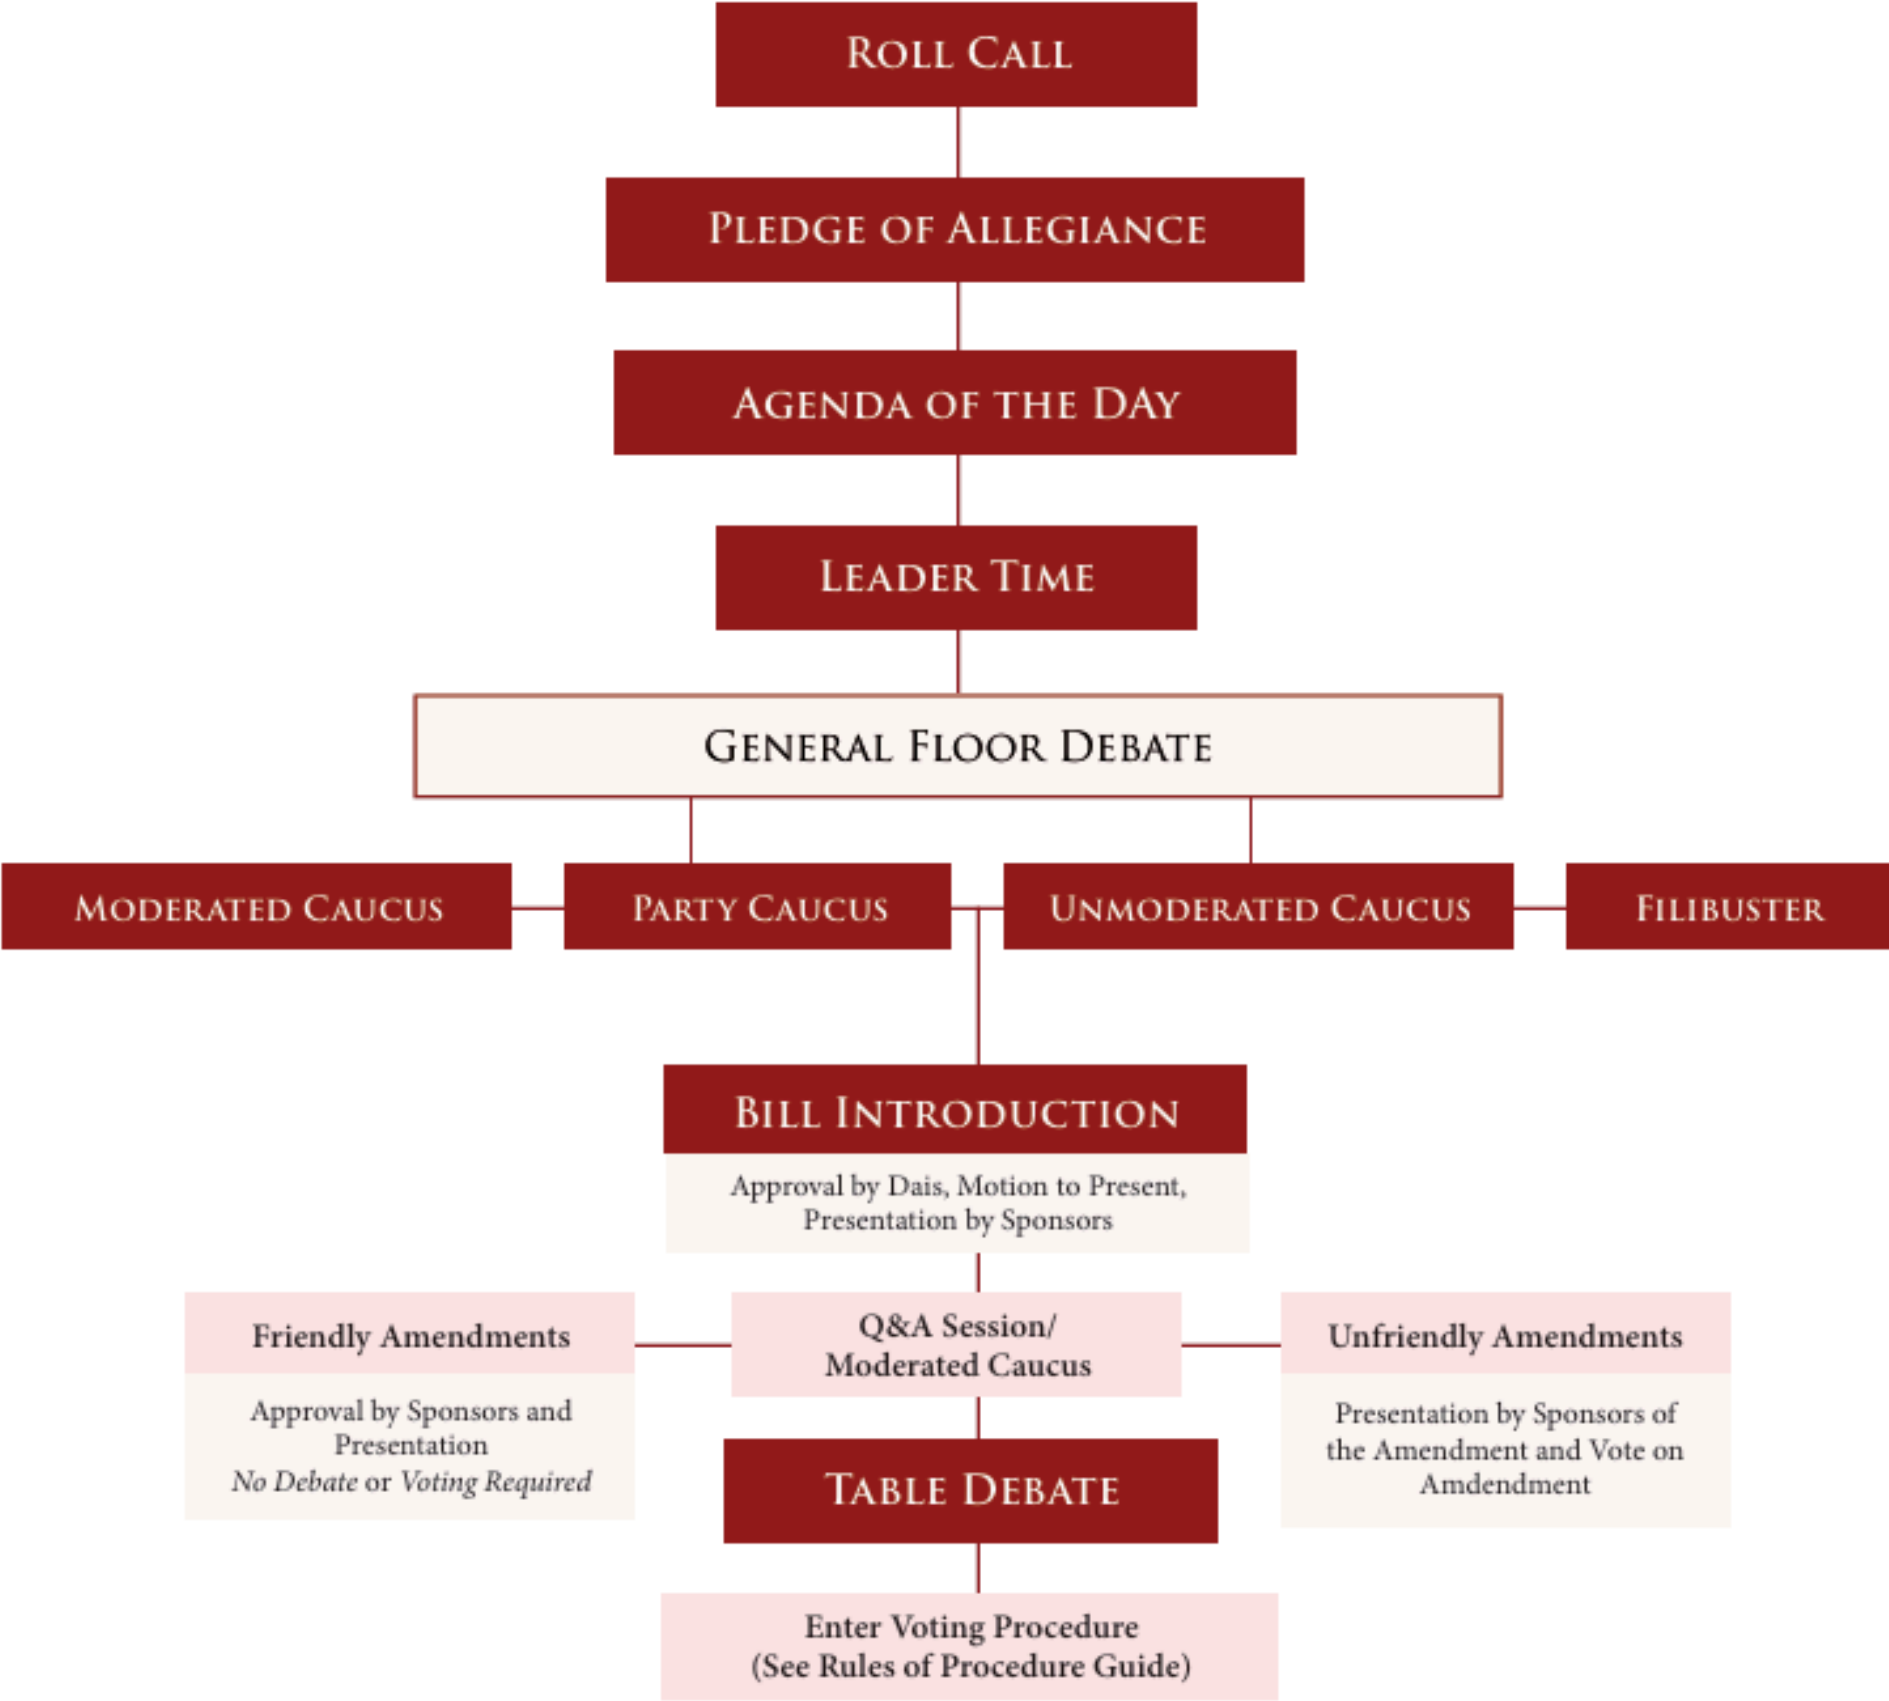 ROLL CALL
PLEDGE OF ALLEGIANCE
AGENDA OF THE DAY
LEADER TIME
GENERAL FLOOR DEBATE
MODERATED CAUCUS
PARTY CAUCUS
UNMODERATED CAUCUS
FILIBUSTER
BILL INTRODUCTION
Approval by Dais, Motion to Present,
Presentation by Sponsors
Friendly Amendments
Approval by Sponsors and
Presentation
No Debate or Voting Required
Q&A Session/
Moderated Caucus
Unfriendly Amendments
Presentation by Sponsors of
the Amendment and Vote on
Amdendment
TABLE DEBATE
Enter Voting Procedure
(See Rules of Procedure Guide)